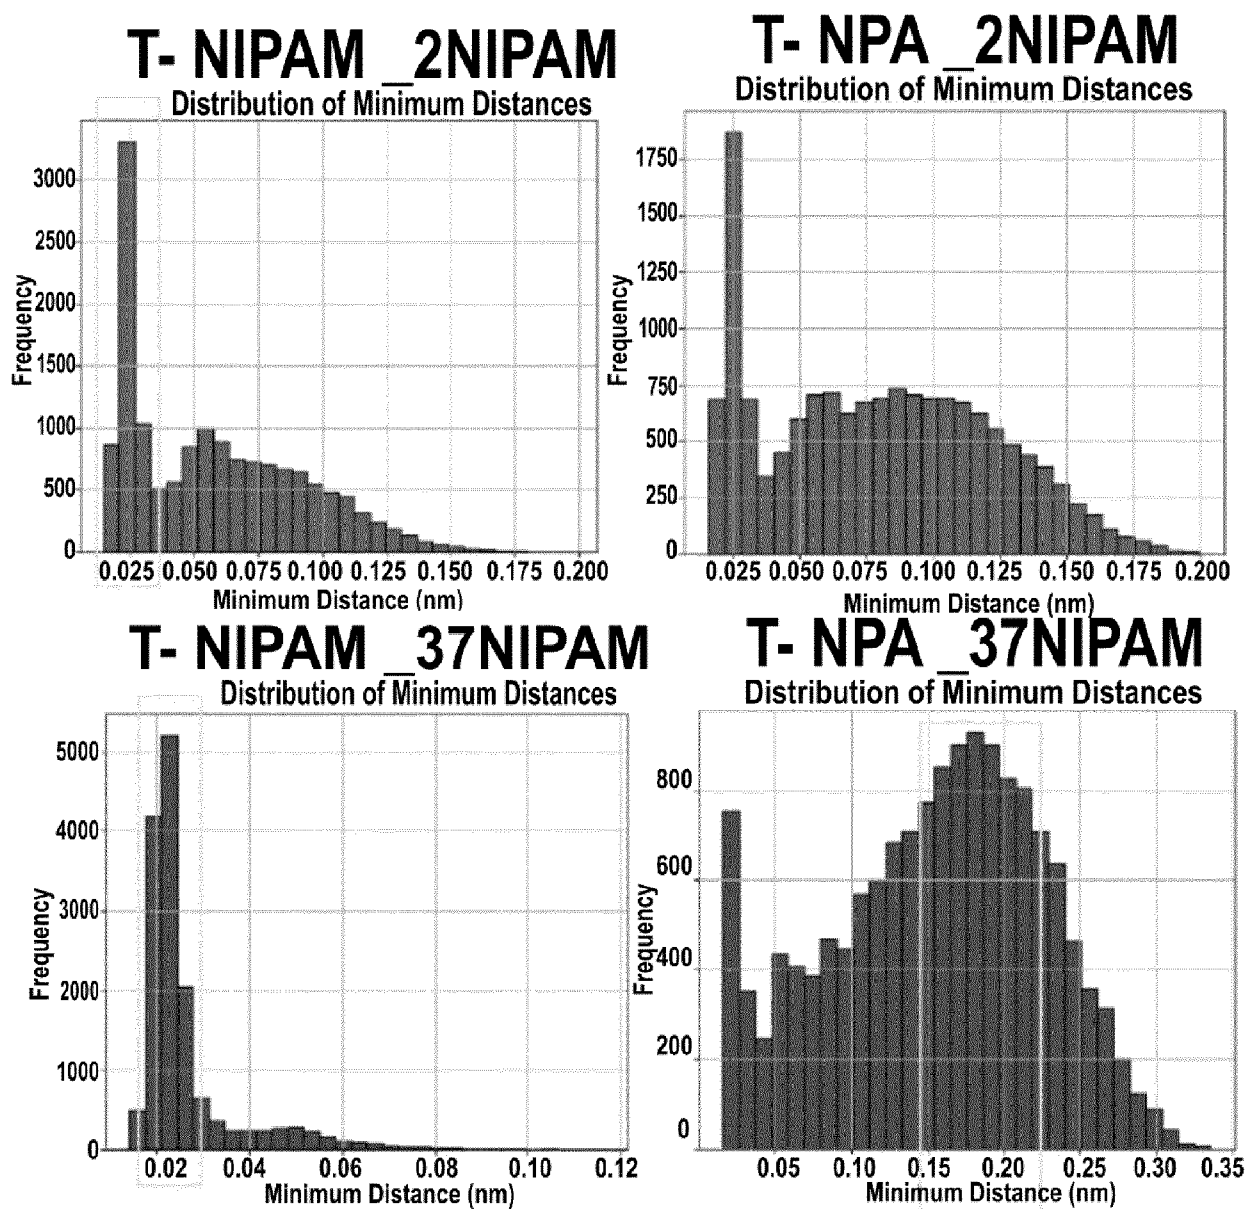 T- NIPAM _2NIPAM
Distribution of Minimum Distances
Frequency
3000
2500
2000
1500
1000
500
0
0.025 0.050 0.075 0.100 0.125 0.150 0.175 0.200
Minimum Distance (nm)
T- NPA _2NIPAM
Distribution of Minimum Distances
Frequency
1750
1500
1250
1000
750
500
250
0
0.025 0.050 0.075 0.100 0.125 0.150 0.175 0.200
Minimum Distance (nm)
T- NIPAM _37NIPAM
Distribution of Minimum Distances
Frequency
5000
4000
3000
2000
1000
0
0.02 0.04 0.06 0.08 0.10 0.12
Minimum Distance (nm)
T- NPA _37NIPAM
Distribution of Minimum Distances
Frequency
800
600
400
200
0
0.05 0.10 0.15 0.20 0.25 0.30 0.35
Minimum Distance (nm)